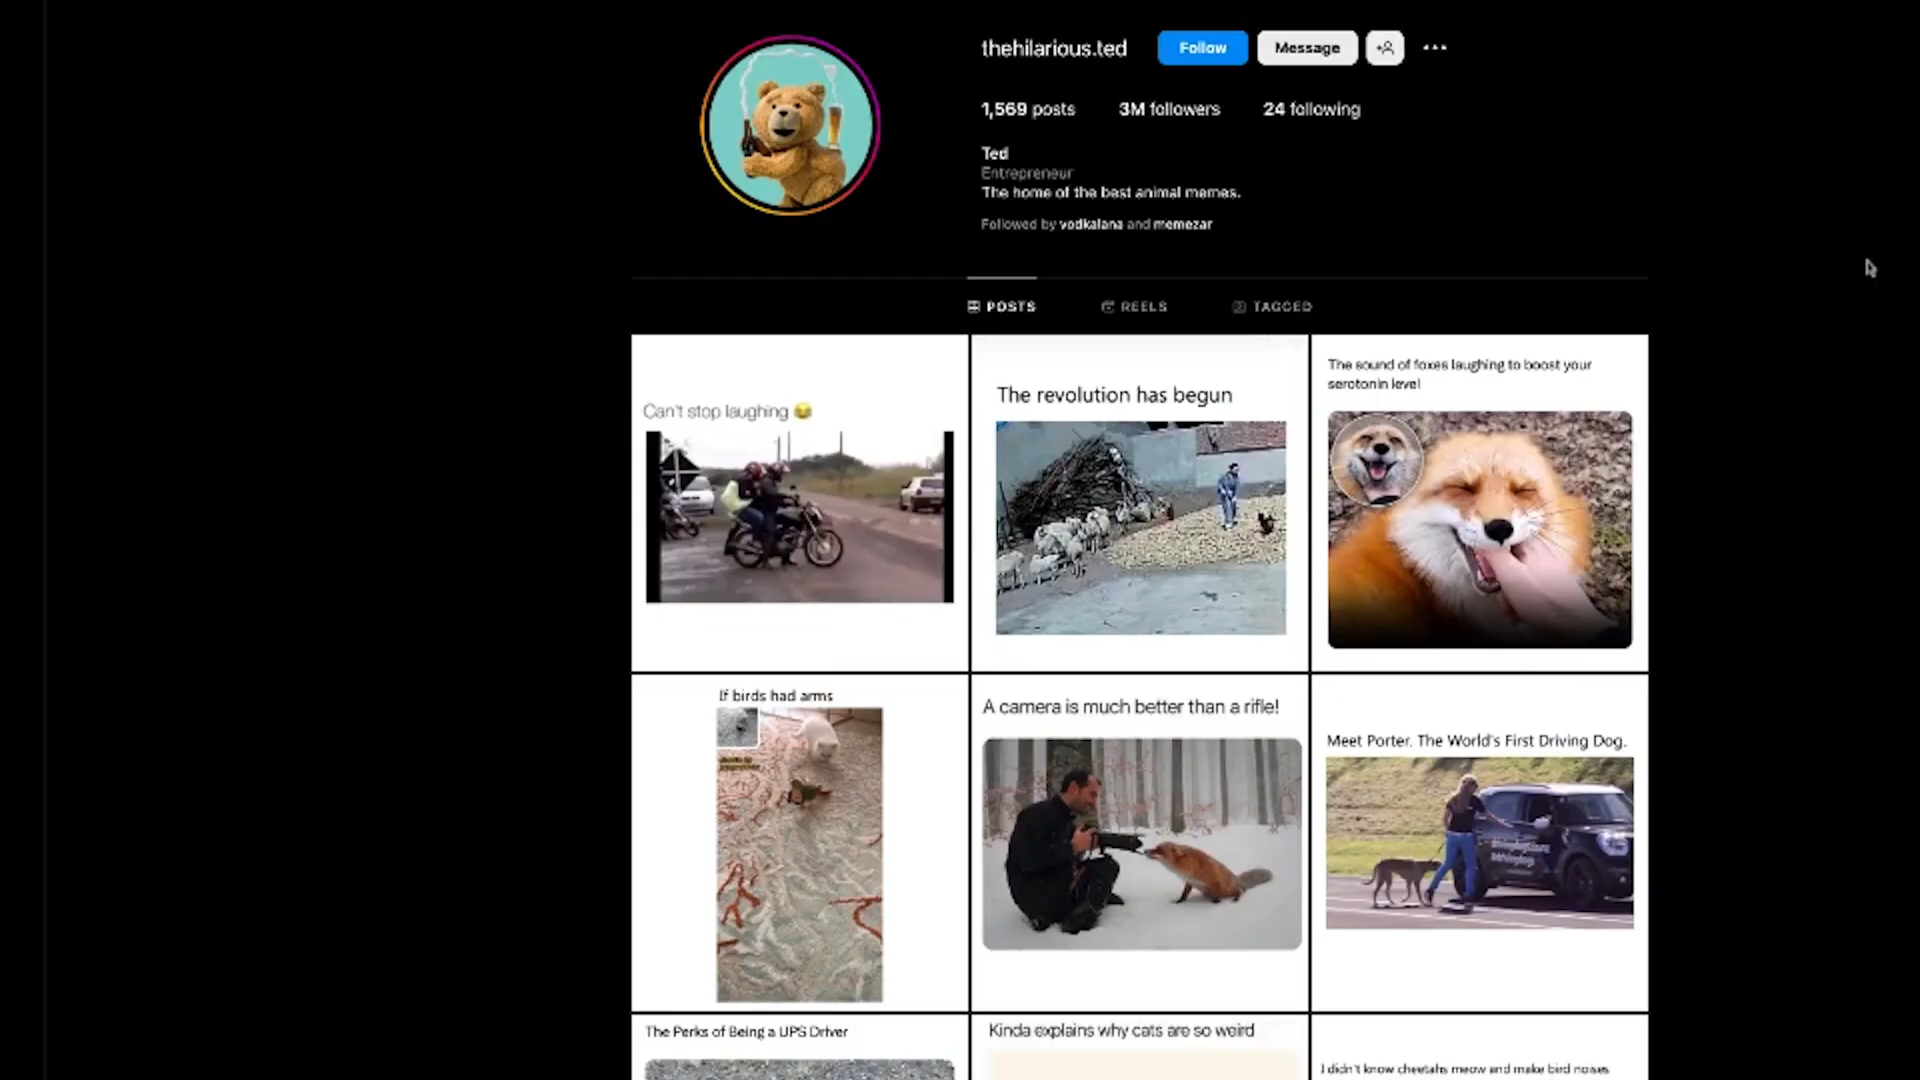 thehilarious.ted
Follow
Message
1,569 posts
3M followers
24 following
Ted
Entrepreneur
The home of the best animal memes.
Followed by vodkalana and memezar
POSTS
REELS
TAGGED
Can't stop laughing 😂
The revolution has begun
The sound of foxes laughing to boost your
serotonin level
If birds had arms
A camera is much better than a rifle!
Meet Porter. The World's First Driving Dog.
The Perks of Being a UPS Driver
Kinda explains why cats are so weird
I didn't know cheetahs meow and make bird noises